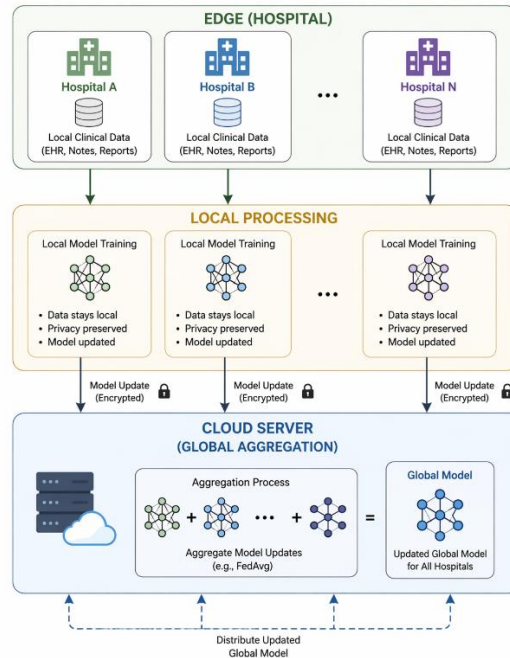 EDGE (HOSPITAL)
Hospital A
Local Clinical Data
(EHR, Notes, Reports)
Hospital B
Local Clinical Data
(EHR, Notes, Reports)
...
Hospital N
Local Clinical Data
(EHR, Notes, Reports)
LOCAL PROCESSING
Local Model Training
• Data stays local
• Privacy preserved
• Model updated
Local Model Training
• Data stays local
• Privacy preserved
• Model updated
...
Local Model Training
• Data stays local
• Privacy preserved
• Model updated
Model Update
(Encrypted)
Model Update
(Encrypted)
Model Update
(Encrypted)
CLOUD SERVER
(GLOBAL AGGREGATION)
Aggregation Process
+ + ... + =
Aggregate Model Updates
(e.g., FedAvg)
Global Model
Updated Global Model
for All Hospitals
Distribute Updated
Global Model